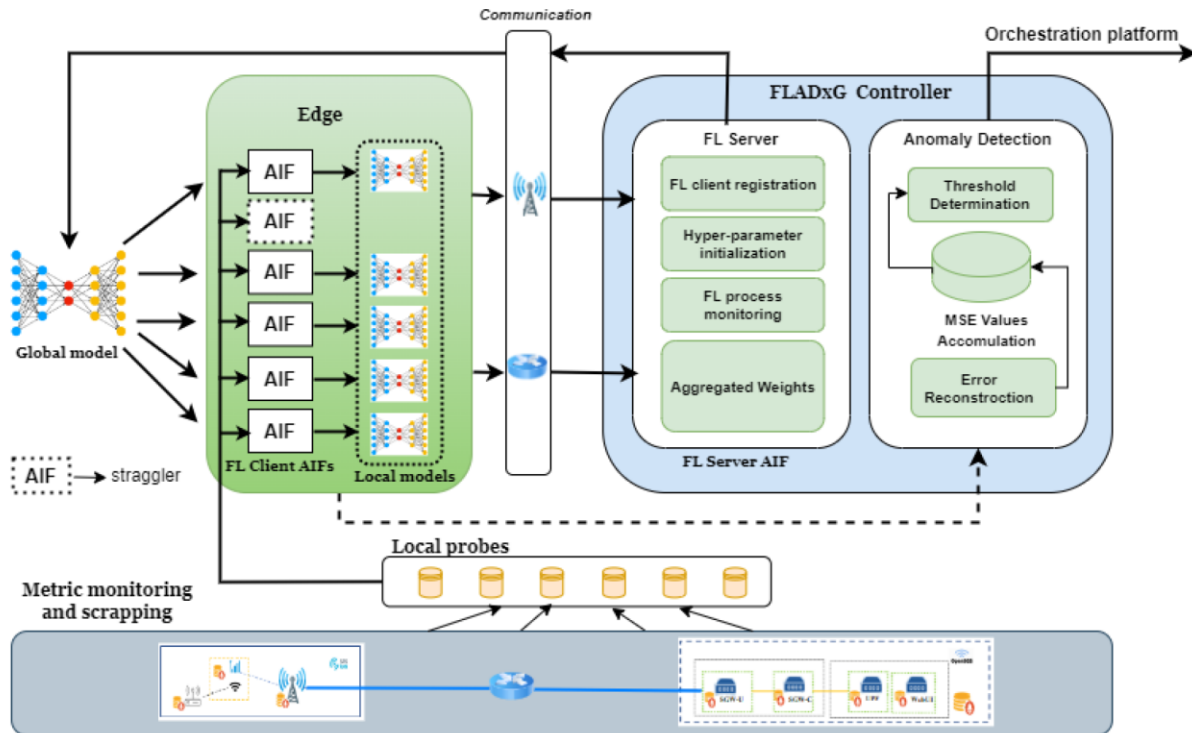 Communication
Orchestration platform
Edge
FLADxG Controller
FL Server
Anomaly Detection
AIF
FL client registration
Threshold
Determination
AIF
Hyper-parameter
initialization
AIF
FL process
monitoring
MSE Values
Accomulation
AIF
Global model
AIF
Aggregated Weights
Error
Reconstroction
AIF
FL Client AIFs
Local models
FL Server AIF
AIF
straggler
Local probes
Metric monitoring
and scrapping
SGW-U
SGW-C
UPF
WebUI